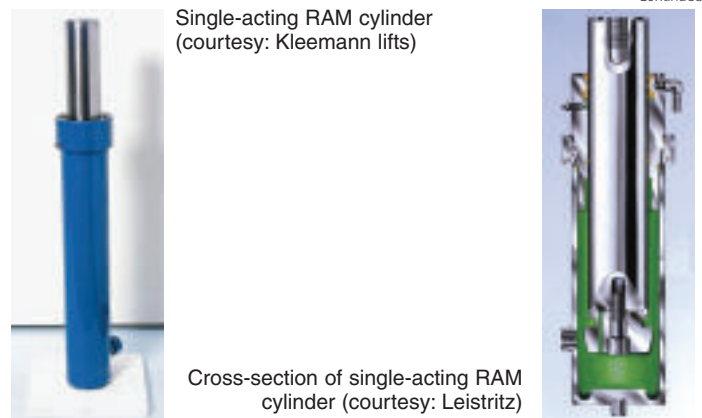 Single-acting RAM cylinder
(courtesy: Kleemann lifts)
Cross-section of single-acting RAM
cylinder (courtesy: Leistritz)